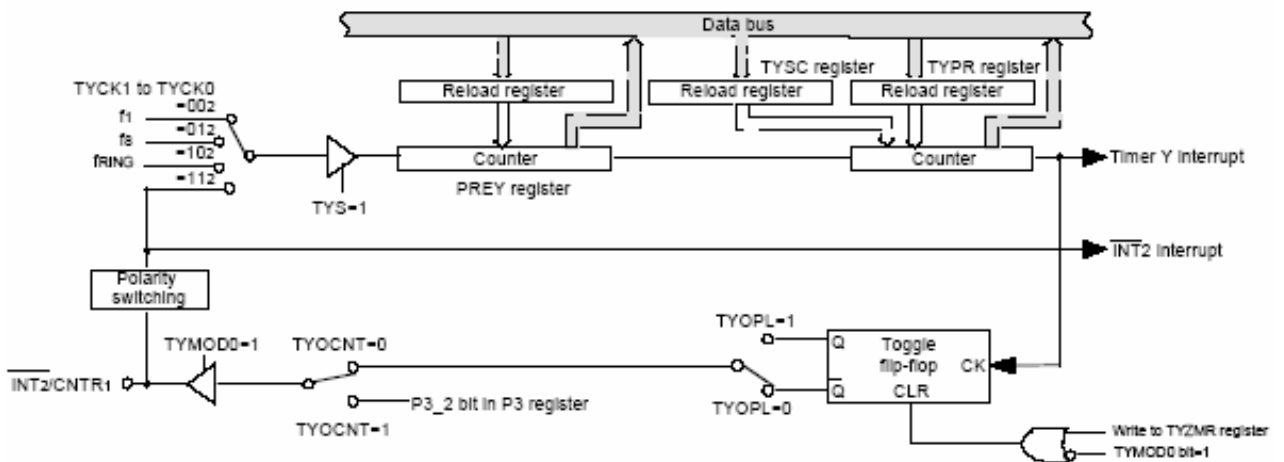 Data bus
TYSC register
TYPR register
TYCK1 to TYCK0
Reload register
Reload register
Reload register
=002
f1
=012
f8
=102
fRING
Counter
Counter
Timer Y Interrupt
=112
PREY register
TYS=1
INT2 Interrupt
Polarity
switching
TYMOD0=1
TYOCNT=0
TYOPL=1
Q
Toggle
flip-flop
CK
INT2/CNTR1
P3_2 bit in P3 register
TYOCNT=1
TYOPL=0
Q
CLR
Write to TYZMR register
TYMOD0 bit=1